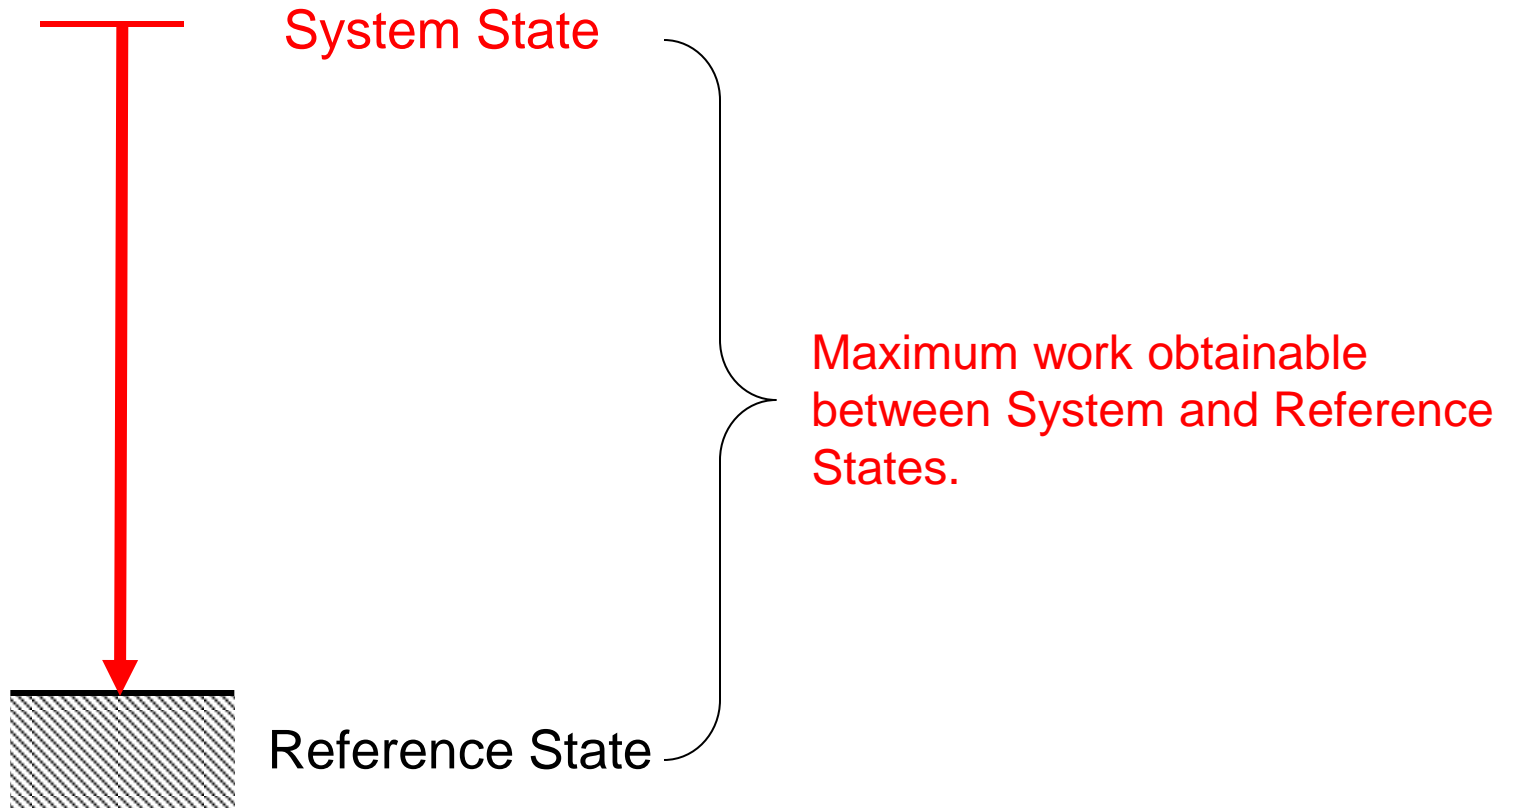 System State
Maximum work obtainable
between System and Reference
States.
Reference State